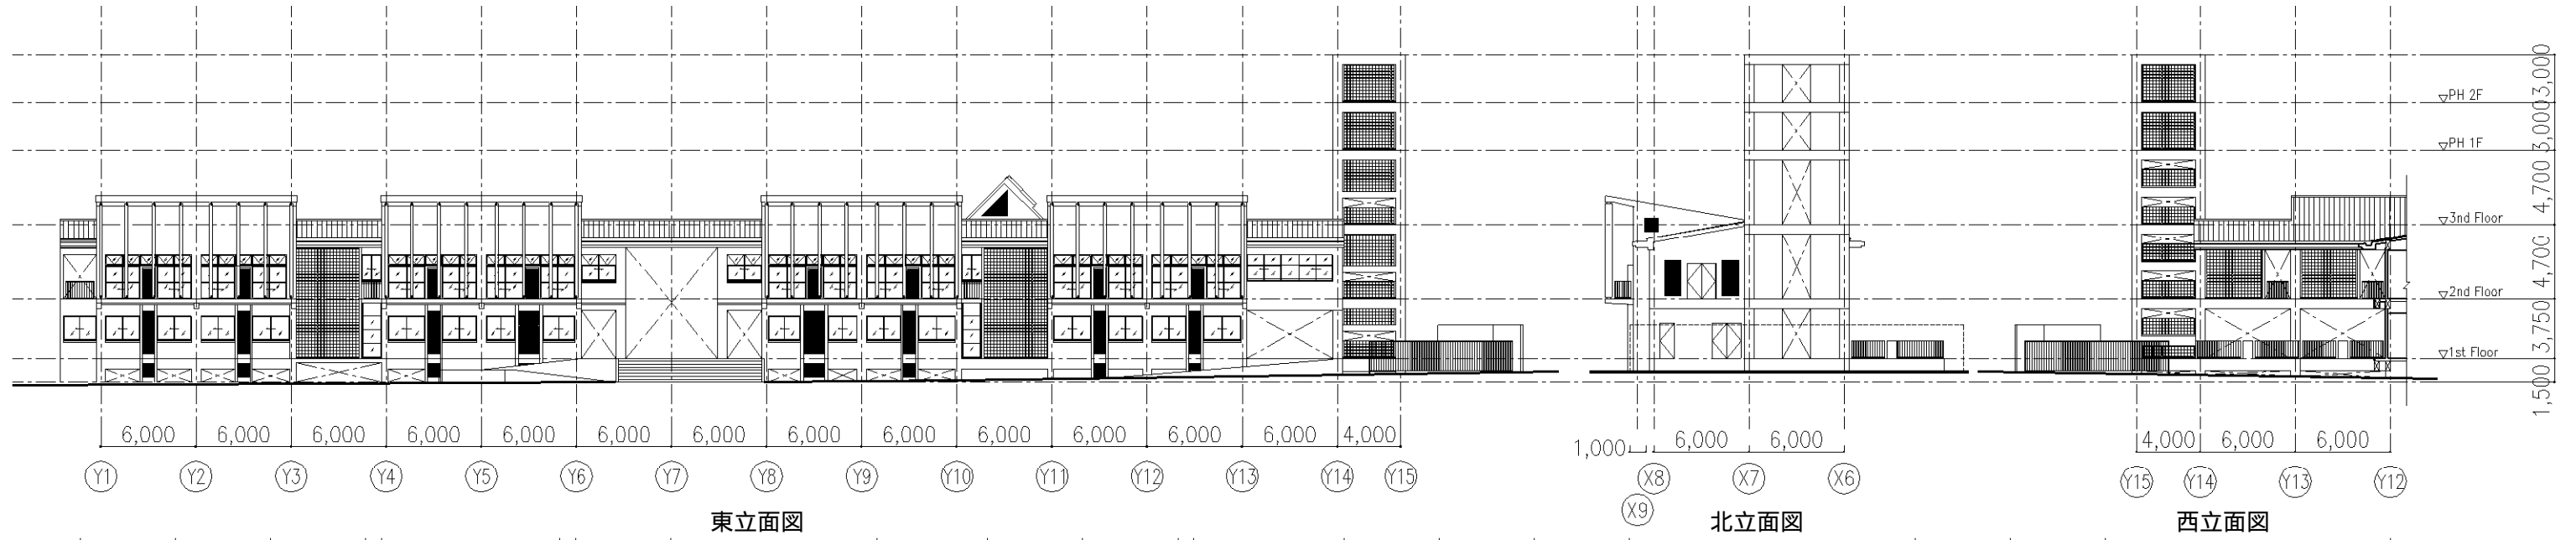 3,000
PH 2F
3,000
PH 1F
4,700
3nd Floor
4,700
2nd Floor
3,750
1st Floor
1,500
6,000 6,000 6,000 6,000 6,000 6,000 6,000 6,000 6,000 6,000 6,000 6,000 6,000 4,000
Y1 Y2 Y3 Y4 Y5 Y6 Y7 Y8 Y9 Y10 Y11 Y12 Y13 Y14 Y15
東立面図
1,000 6,000 6,000
X8 X7 X6
X9
北立面図
4,000 6,000 6,000
Y15 Y14 Y13 Y12
西立面図